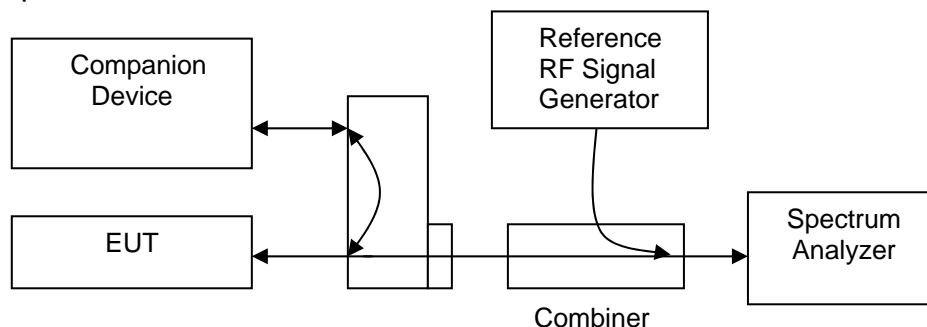 Companion
Device
Reference
RF Signal
Generator
EUT
Spectrum
Analyzer
Combiner